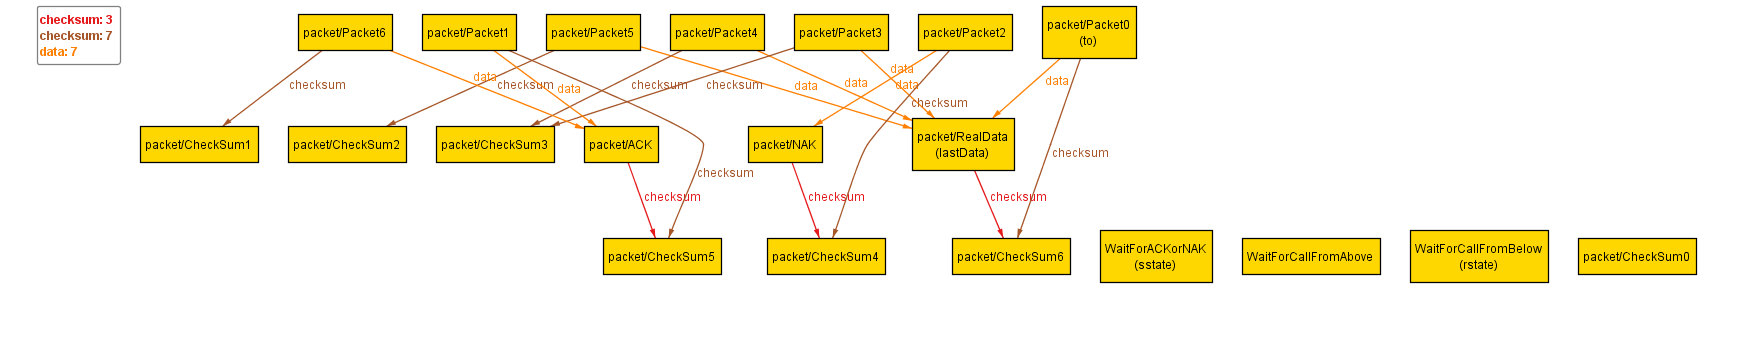 checksum: 3
checksum: 7
data: 7
packet/Packet6
packet/Packet1
packet/Packet5
packet/Packet4
packet/Packet3
packet/Packet2
packet/Packet0
(to)
checksum
data
checksum
data
checksum
checksum
data
data
data
data
checksum
data
checksum
packet/CheckSum1
packet/CheckSum2
packet/CheckSum3
packet/ACK
packet/NAK
packet/RealData
(lastData)
checksum
checksum
checksum
checksum
packet/CheckSum5
packet/CheckSum4
packet/CheckSum6
WaitForACKorNAK
(sstate)
WaitForCallFromAbove
WaitForCallFromBelow
(rstate)
packet/CheckSum0